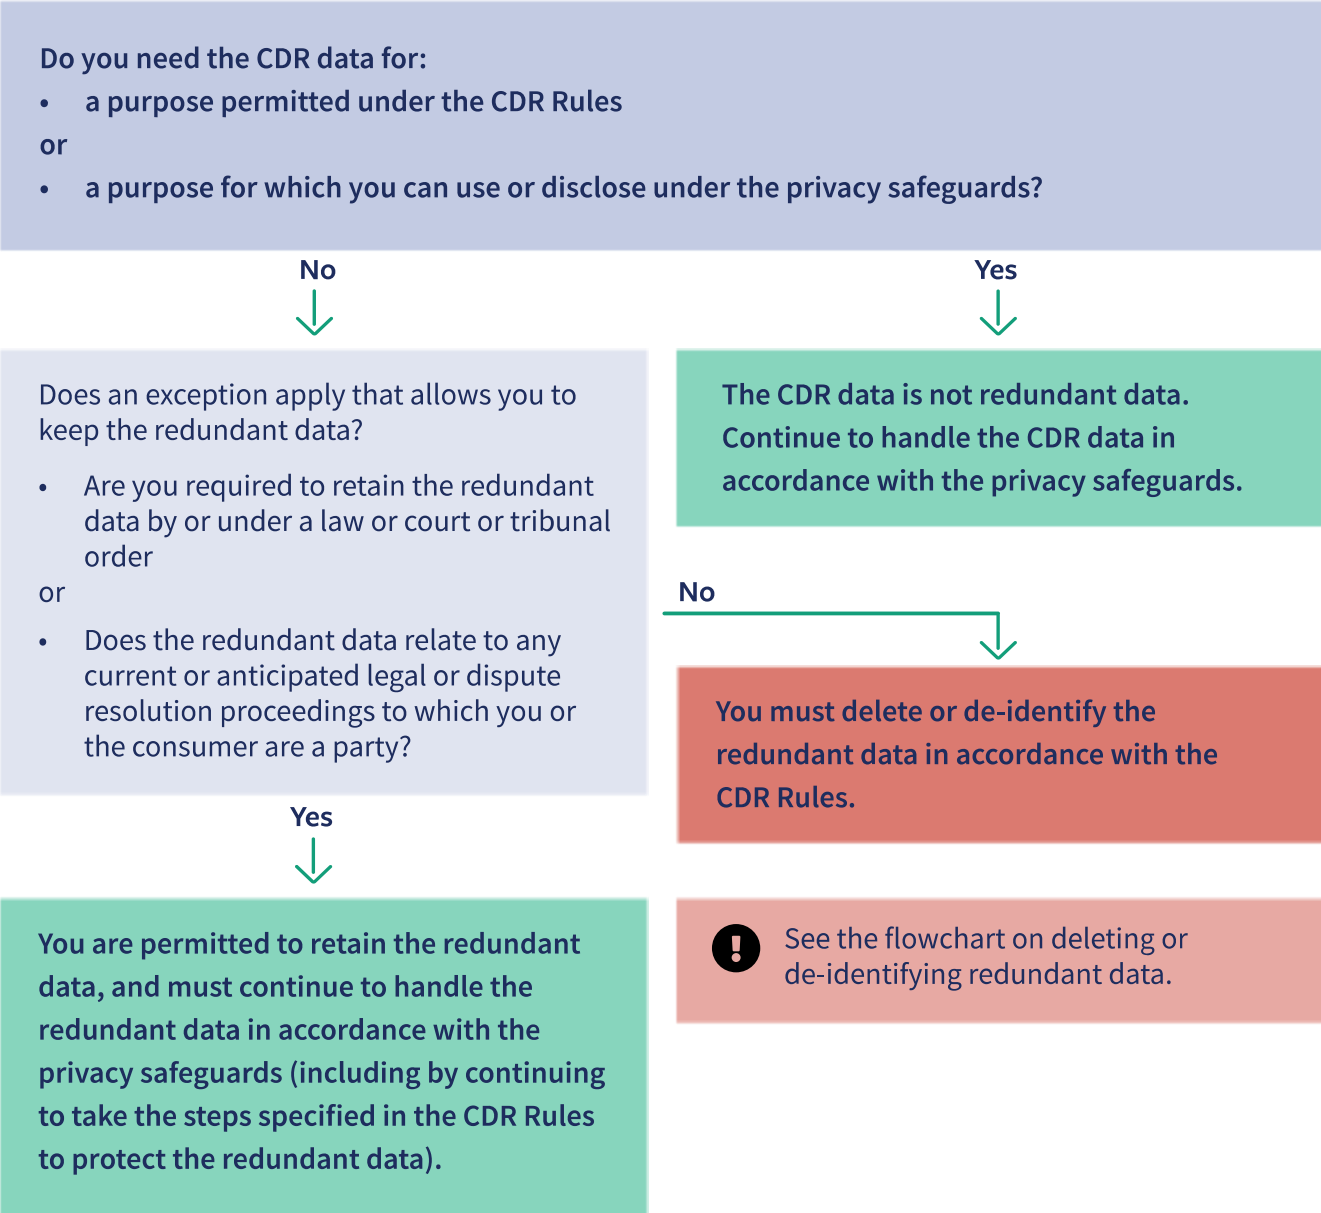 Do you need the CDR data for:
• a purpose permitted under the CDR Rules
or
• a purpose for which you can use or disclose under the privacy safeguards?
No
Yes
Does an exception apply that allows you to
keep the redundant data?
• Are you required to retain the redundant
data by or under a law or court or tribunal
order
or
• Does the redundant data relate to any
current or anticipated legal or dispute
resolution proceedings to which you or
the consumer are a party?
The CDR data is not redundant data.
Continue to handle the CDR data in
accordance with the privacy safeguards.
No
You must delete or de-identify the
redundant data in accordance with the
CDR Rules.
Yes
You are permitted to retain the redundant
data, and must continue to handle the
redundant data in accordance with the
privacy safeguards (including by continuing
to take the steps specified in the CDR Rules
to protect the redundant data).
! See the flowchart on deleting or
de-identifying redundant data.